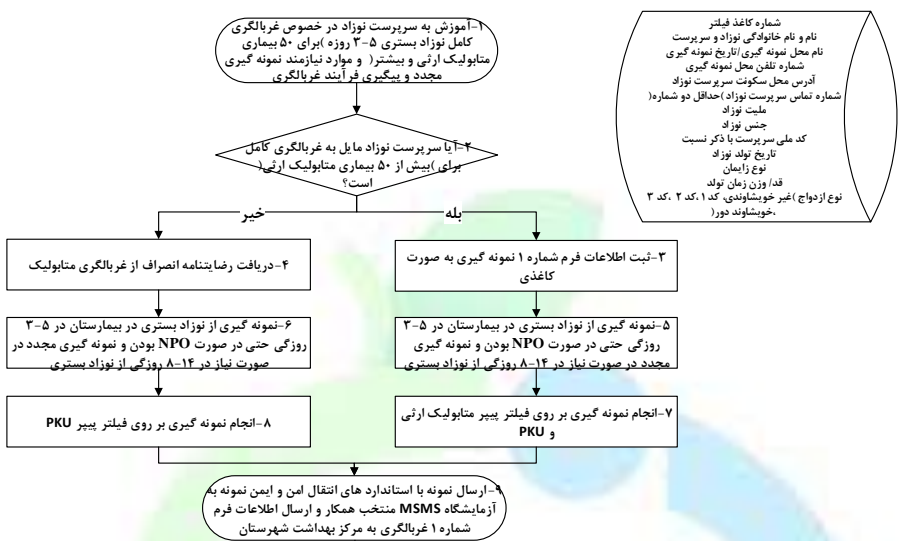 ۱-آموزش به سرپرست نوزاد در خصوص غربالگری
کامل نوزاد بستری ۵-۳ روزه )برای ۵۰ بیماری
متابولیک ارثی و بیشتر( و موارد نیازمند نمونه گیری
مجدد و پیگیری فرآیند غربالگری
شماره کاغذ فیلتر
نام و نام خانوادگی نوزاد و سرپرست
نام محل نمونه گیری/تاریخ نمونه گیری
شماره تلفن محل نمونه گیری
آدرس محل سکونت سرپرست نوزاد
شماره تماس سرپرست نوزاد)حداقل دو شماره(
ملیت نوزاد
جنس نوزاد
کد ملی سرپرست با ذکر نسبت
تاریخ تولد نوزاد
نوع زایمان
قد/ وزن زمان تولد
نوع ازدواج )غیر خویشاوندی، کد ۱ ،کد ۲ ،کد ۳
،خویشاوند دور(
۲-آیا سرپرست نوزاد مایل به غربالگری کامل
برای )بیش از ۵۰ بیماری متابولیک ارثی(
است؟
بله
خیر
۳-ثبت اطلاعات فرم شماره ۱ نمونه گیری به صورت
کاغذی
۴-دریافت رضایتنامه انصراف از غربالگری متابولیک
۵-نمونه گیری از نوزاد بستری در بیمارستان در ۵-۳
روزگی حتی در صورت NPO بودن و نمونه گیری
مجدد در صورت نیاز در ۱۴-۸ روزگی از نوزاد بستری
۶-نمونه گیری از نوزاد بستری در بیمارستان در ۵-۳
روزگی حتی در صورت NPO بودن و نمونه گیری مجدد در
صورت نیاز در ۱۴-۸ روزگی از نوزاد بستری
۷-انجام نمونه گیری بر روی فیلتر پیپر متابولیک ارثی
و PKU
۸-انجام نمونه گیری بر روی فیلتر پیپر PKU
۹-ارسال نمونه با استاندارد های انتقال امن و ایمن نمونه به
آزمایشگاه MSMS منتخب همکار و ارسال اطلاعات فرم
شماره ۱ غربالگری به مرکز بهداشت شهرستان